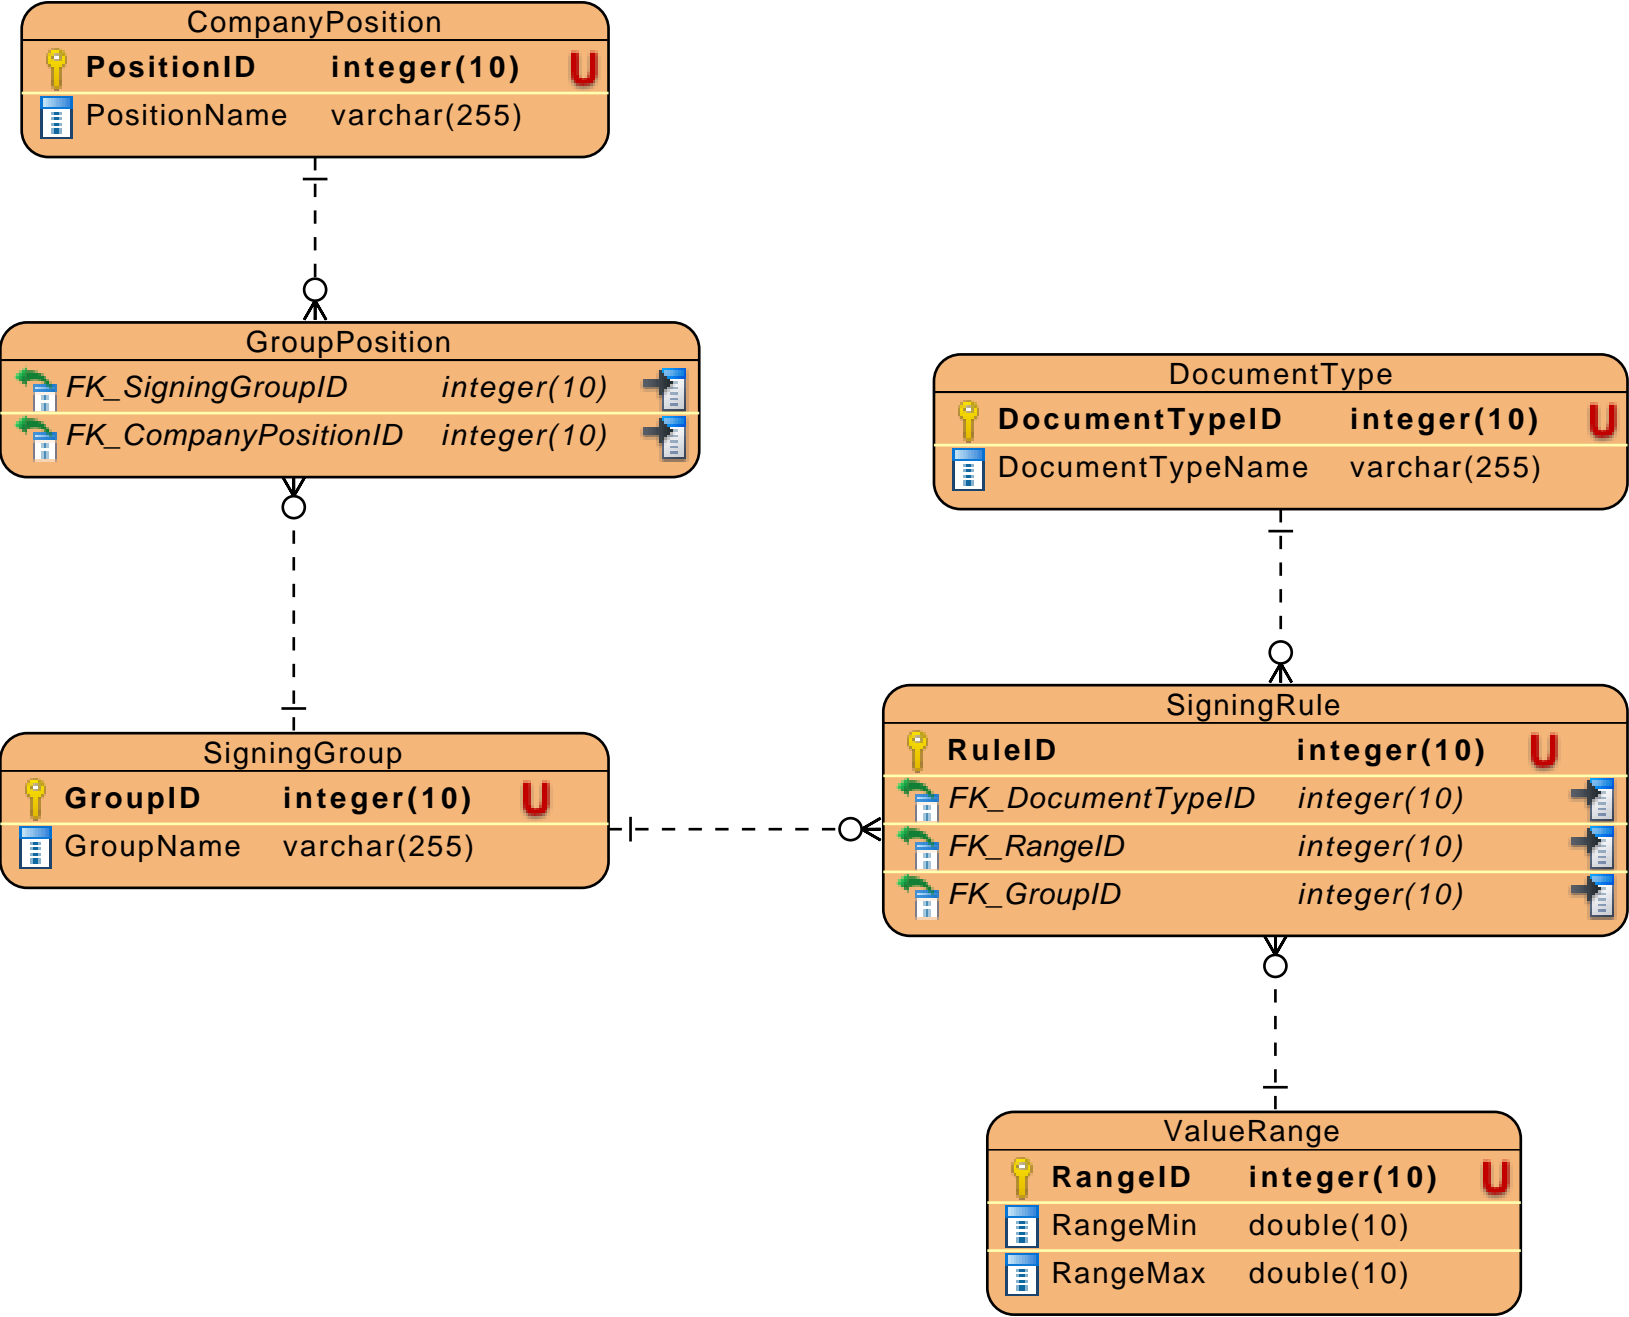 CompanyPosition
PositionID integer(10) U
PositionName varchar(255)
GroupPosition
FK_SigningGroupID integer(10)
FK_CompanyPositionID integer(10)
DocumentType
DocumentTypeID integer(10) U
DocumentTypeName varchar(255)
SigningGroup
GroupID integer(10) U
GroupName varchar(255)
SigningRule
RuleID integer(10) U
FK_DocumentTypeID integer(10)
FK_RangeID integer(10)
FK_GroupID integer(10)
ValueRange
RangeID integer(10) U
RangeMin double(10)
RangeMax double(10)